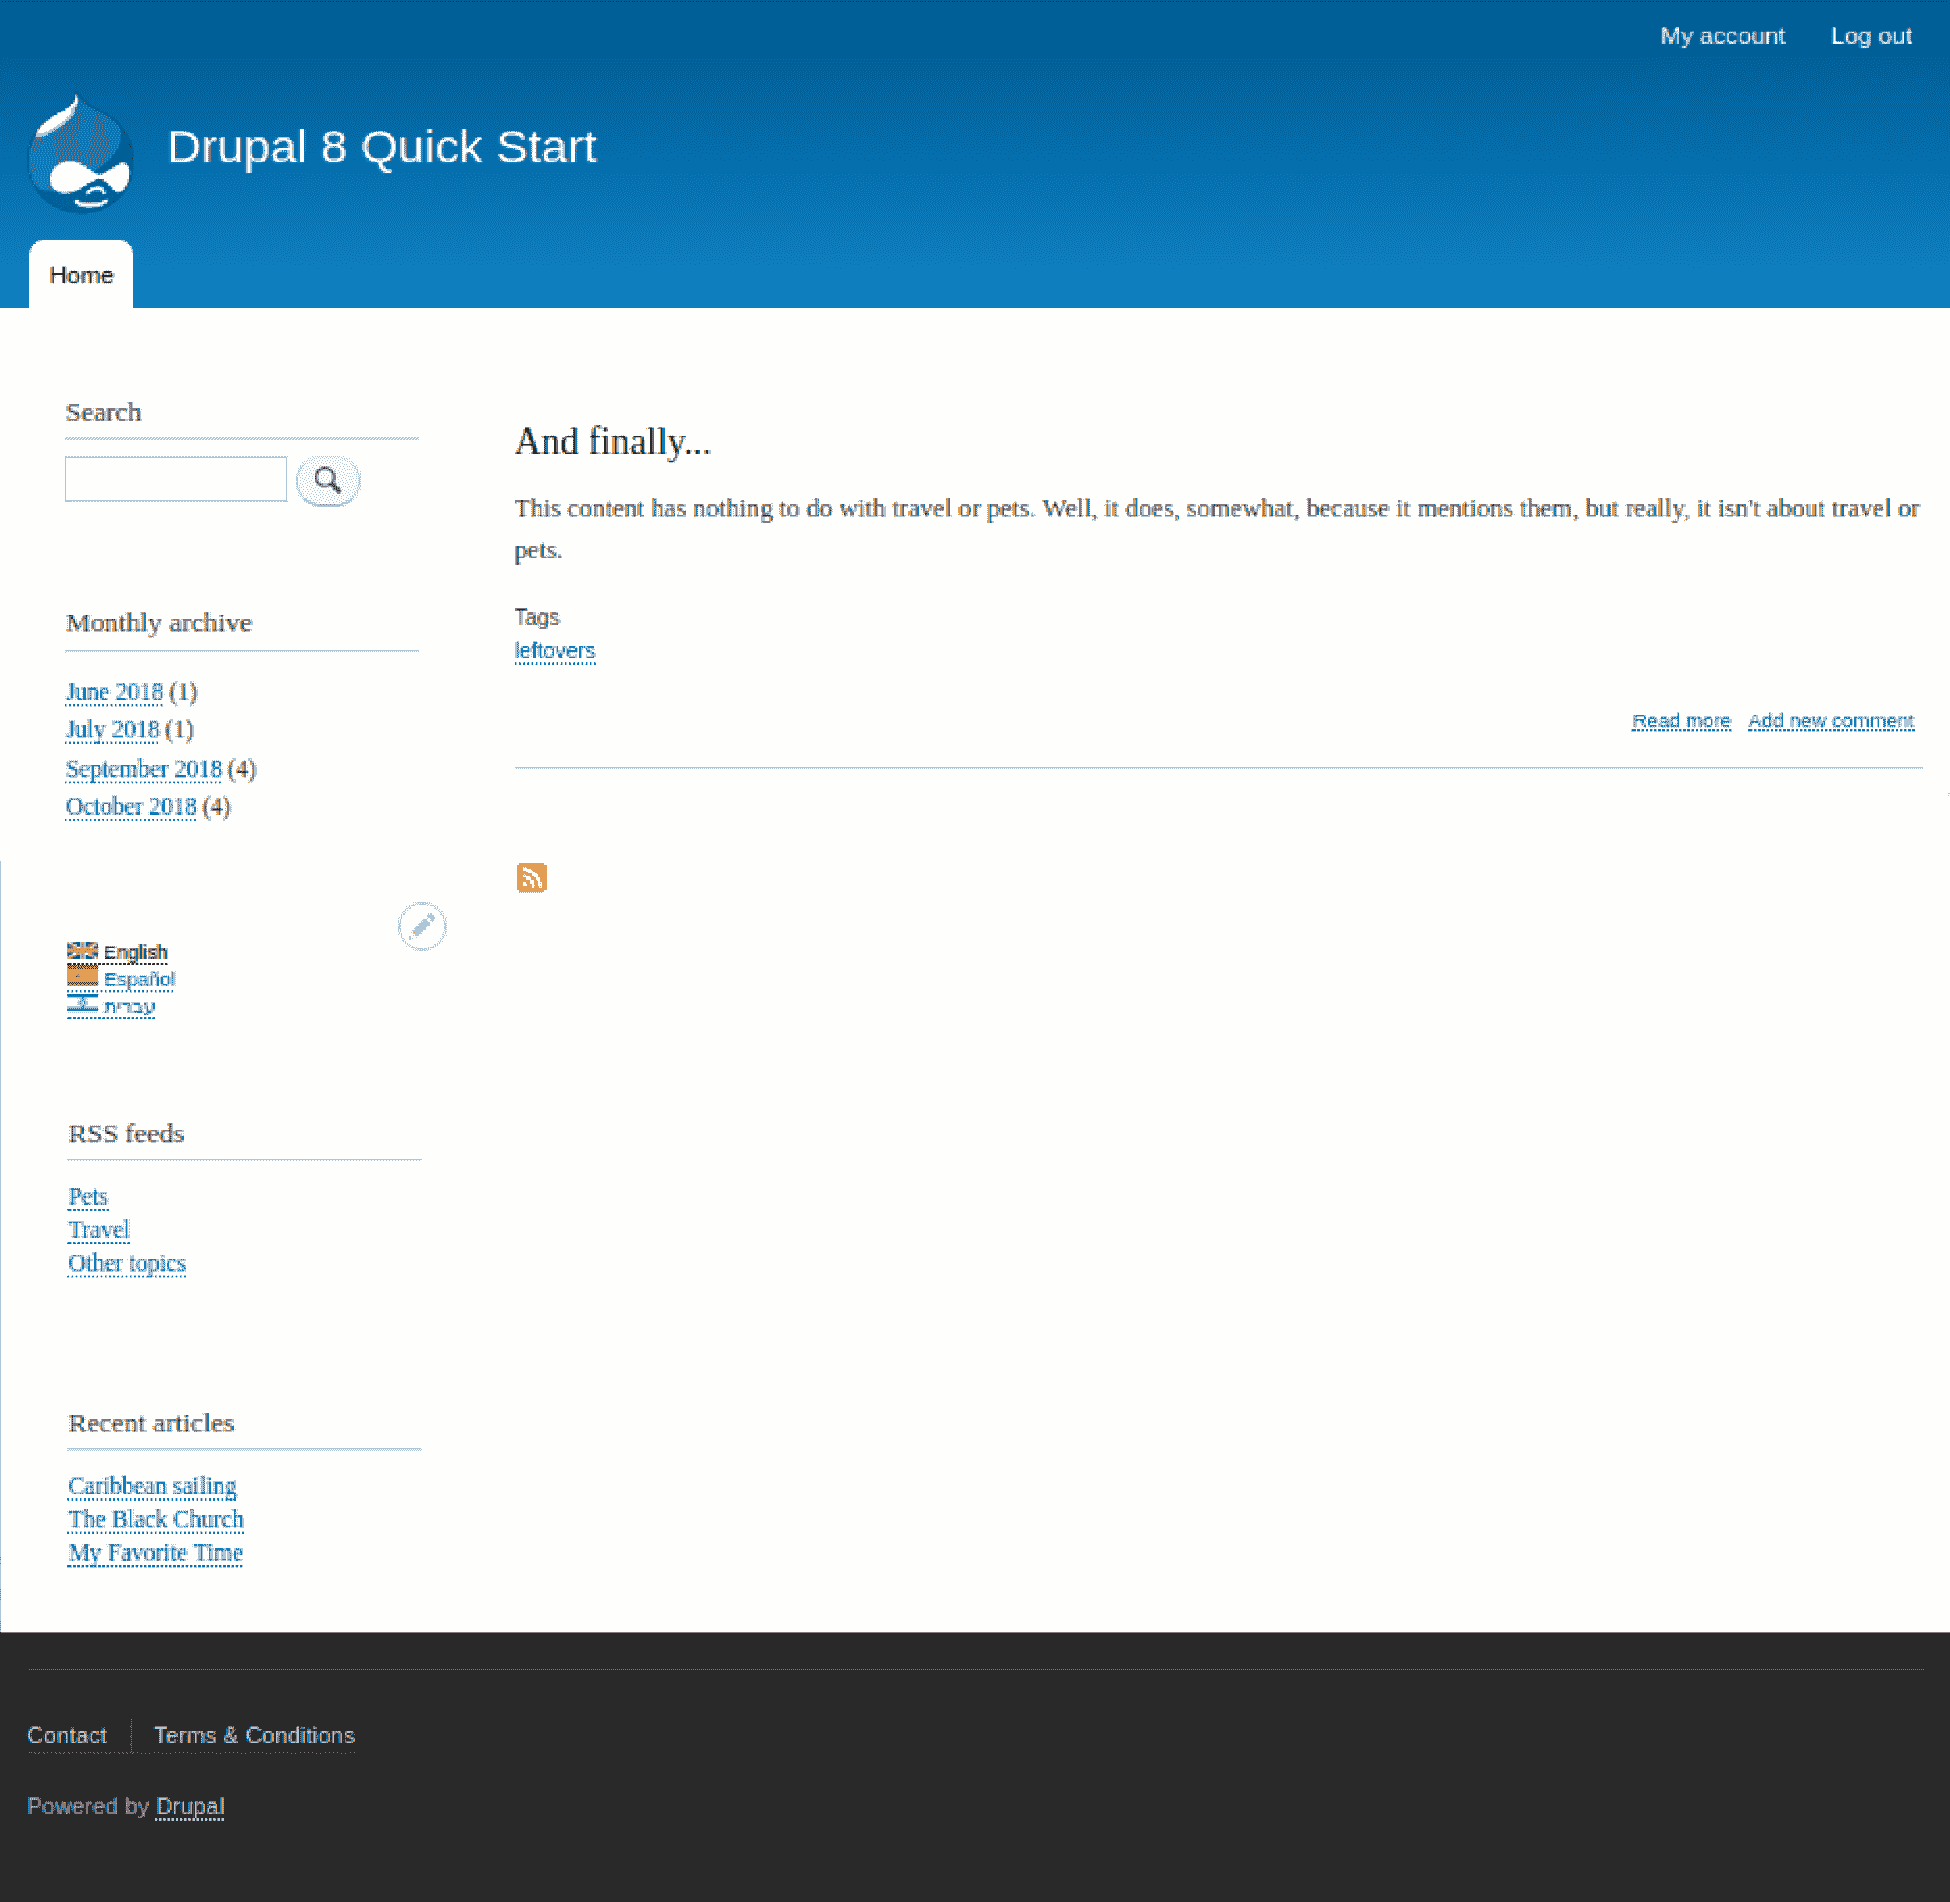 My account Log out
Drupal 8 Quick Start
Home
Search
Monthly archive
June 2018 (1)
July 2018 (1)
September 2018 (4)
October 2018 (4)
English
Español
עברית
RSS feeds
Pets
Travel
Other topics
Recent articles
Caribbean sailing
The Black Church
My Favorite Time
And finally...
This content has nothing to do with travel or pets. Well, it does, somewhat, because it mentions them, but really, it isn't about travel or
pets.
Tags
leftovers
Read more Add new comment
Contact Terms & Conditions
Powered by Drupal